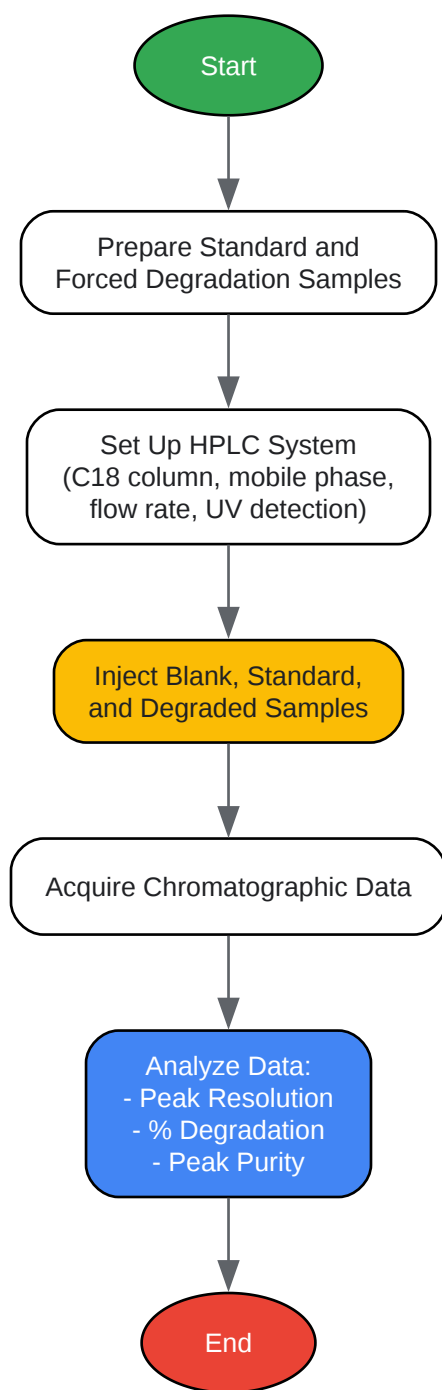 Start
Prepare Standard and
Forced Degradation Samples
Set Up HPLC System
(C18 column, mobile phase,
flow rate, UV detection)
Inject Blank, Standard,
and Degraded Samples
Acquire Chromatographic Data
Analyze Data:
- Peak Resolution
- % Degradation
- Peak Purity
End